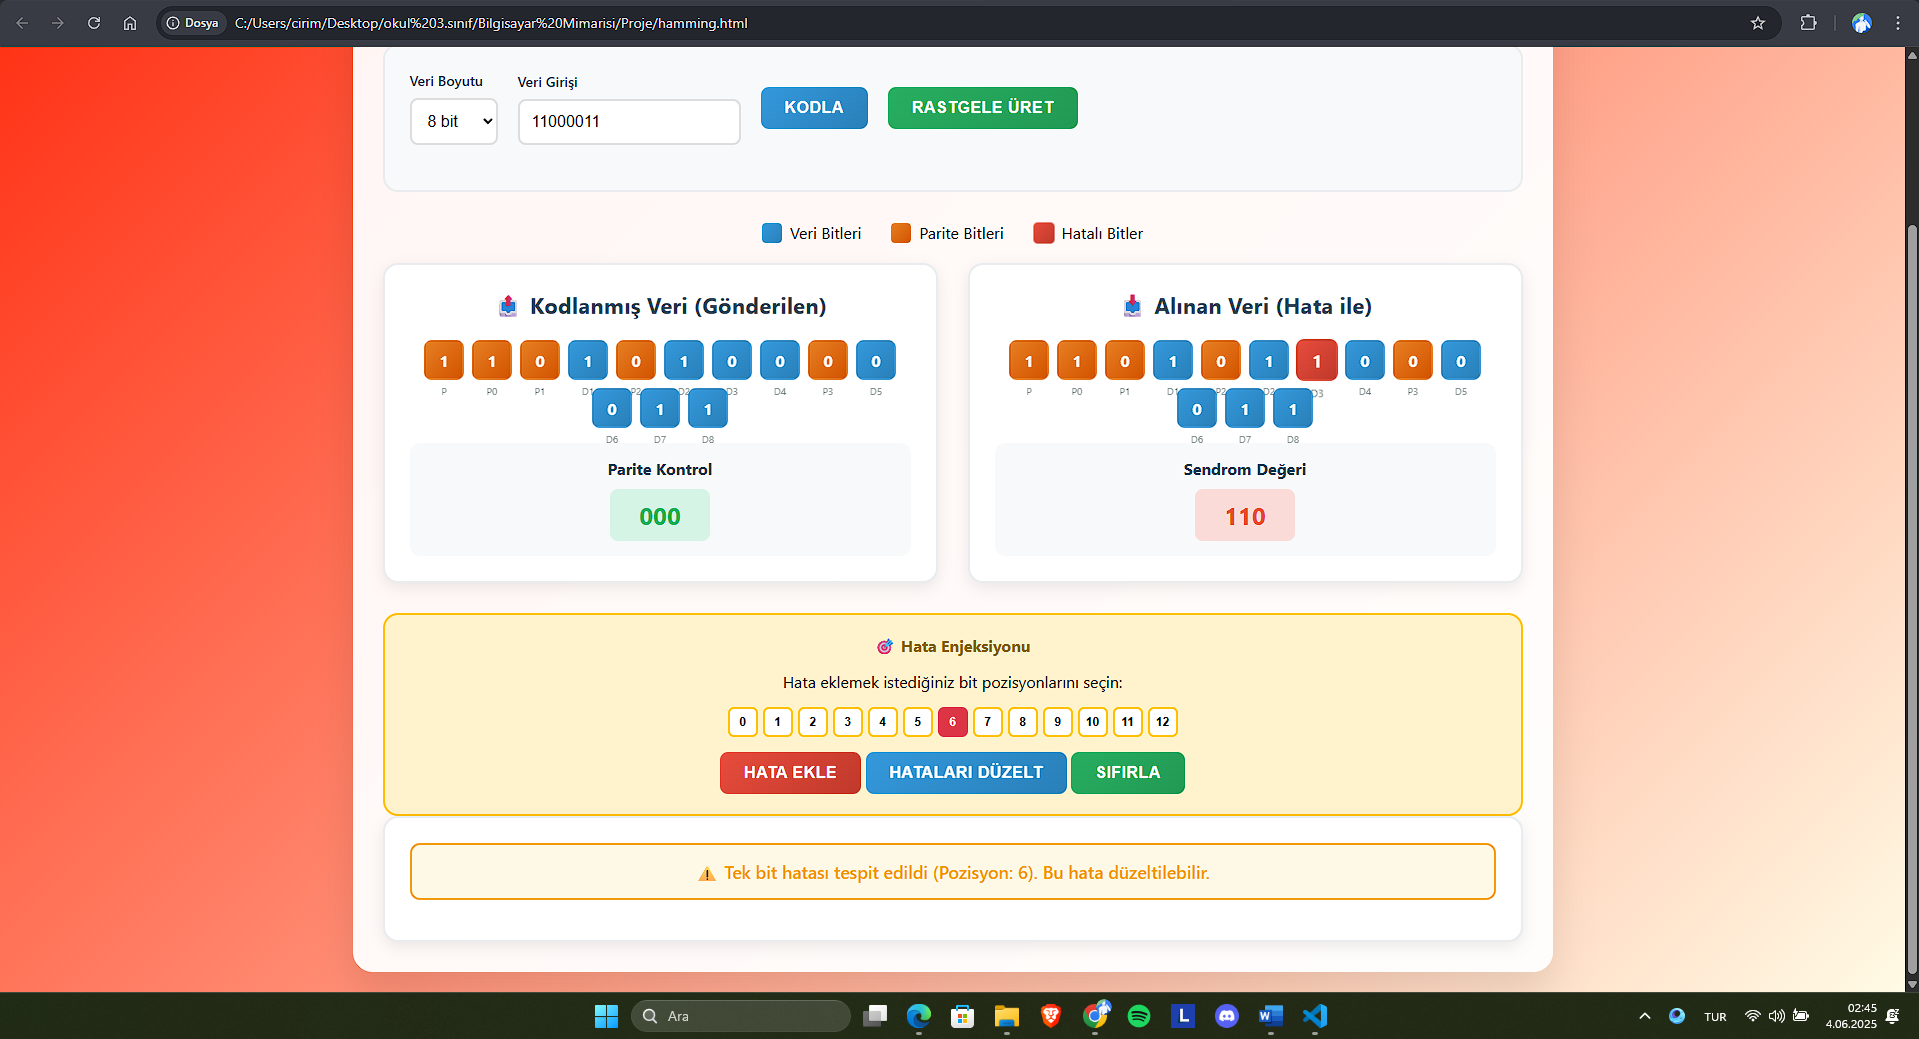 Dosya C:/Users/cirim/Desktop/okul%203.sınıf/Bilgisayar%20Mimarisi/Proje/hamming.html
Veri Boyutu Veri Girişi
8 bit 11000011 KODLA RASTGELE ÜRET
Veri Bitleri Parite Bitleri Hatalı Bitler
Kodlanmış Veri (Gönderilen)
1 1 0 1 0 1 0 0 0 0
P P0 P1 D1 P2 D2 D3 D4 P3 D5
0 1 1
D6 D7 D8
Parite Kontrol
000
Alınan Veri (Hata ile)
1 1 0 1 0 1 1 0 0 0
P P0 P1 D1 P2 D2 D3 D4 P3 D5
0 1 1
D6 D7 D8
Sendrom Değeri
110
Hata Enjeksiyonu
Hata eklemek istediğiniz bit pozisyonlarını seçin:
0 1 2 3 4 5 6 7 8 9 10 11 12
HATA EKLE HATALARI DÜZELT SIFIRLA
Tek bit hatası tespit edildi (Pozisyon: 6). Bu hata düzeltilebilir.
Ara
TUR
02:45
4.06.2025